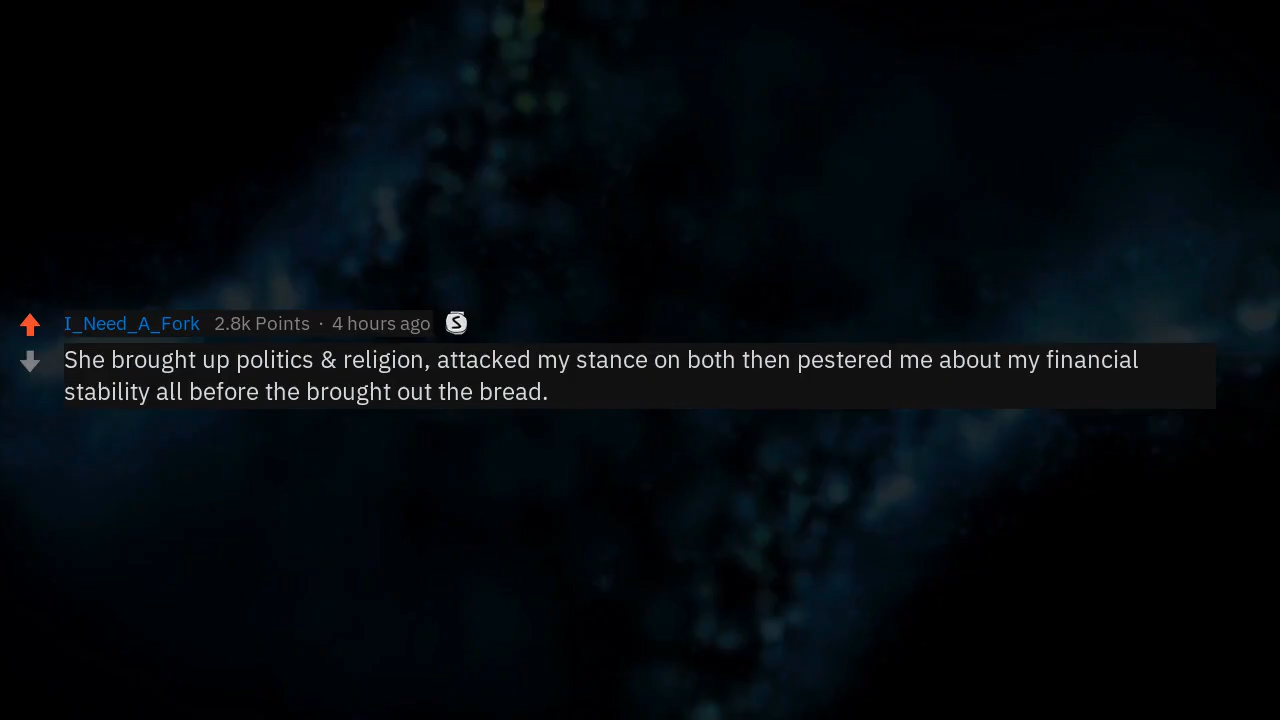 I_Need_A_Fork 2.8k Points · 4 hours ago S
She brought up politics & religion, attacked my stance on both then pestered me about my financial
stability all before the brought out the bread.